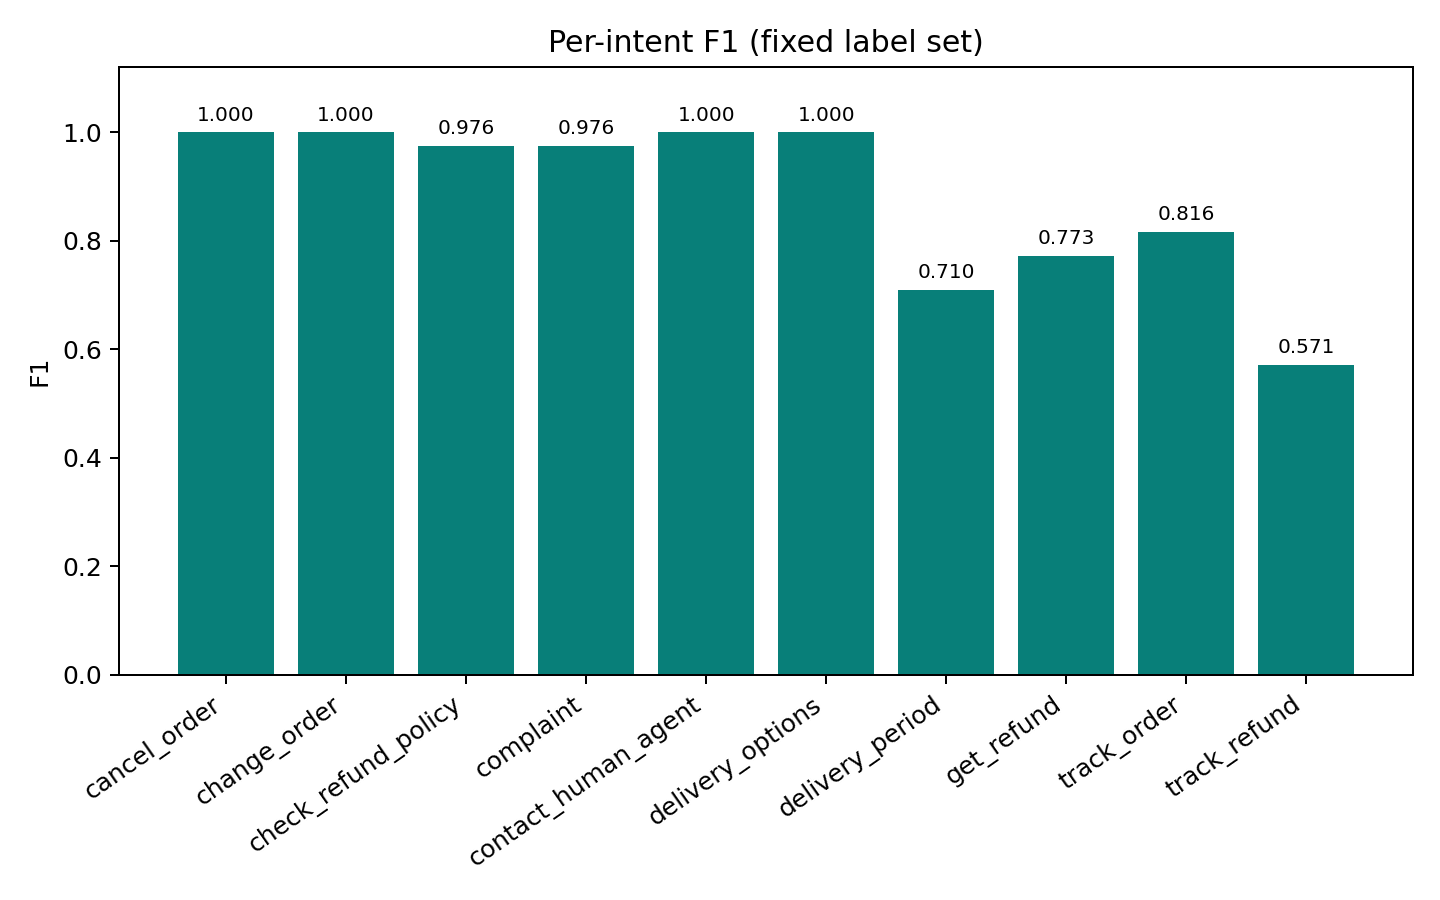 Per-intent F1 (fixed label set)
1.000
1.000
0.976
0.976
1.000
1.000
0.710
0.773
0.816
0.571
F1
1.0
0.8
0.6
0.4
0.2
0.0
cancel_order
change_order
check_refund_policy
complaint
contact_human_agent
delivery_options
delivery_period
get_refund
track_order
track_refund